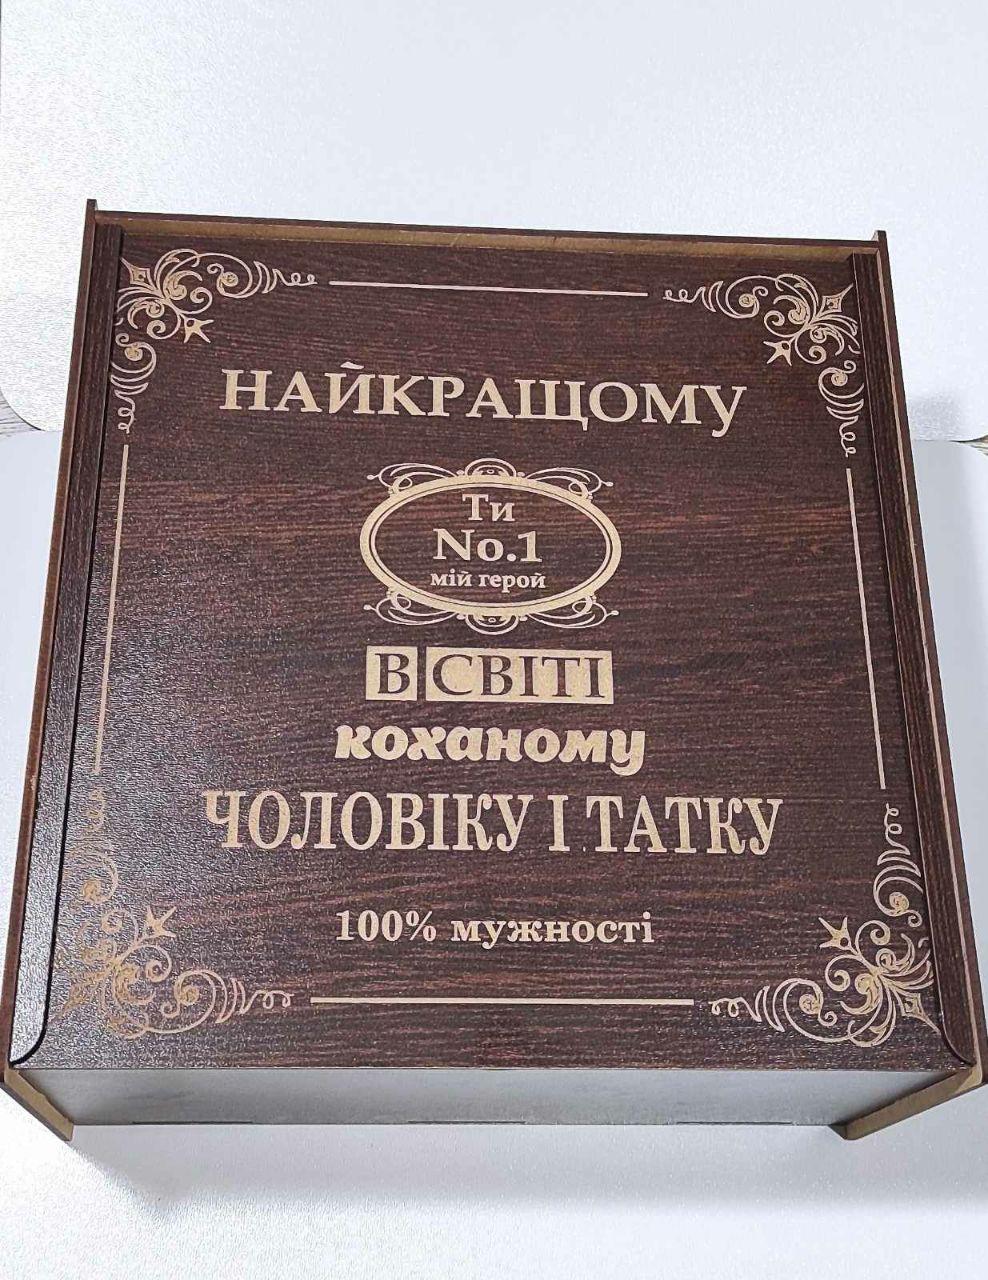 НАЙКРАЩОМУ
Ти
No.1
мій герой
В СВІТІ
коханому
ЧОЛОВІКУ І ТАТКУ
100% мужності